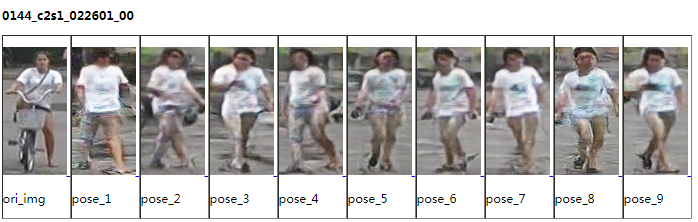 0144_c2s1_022601_00
ori_img pose_1 pose_2 pose_3 pose_4 pose_5 pose_6 pose_7 pose_8 pose_9